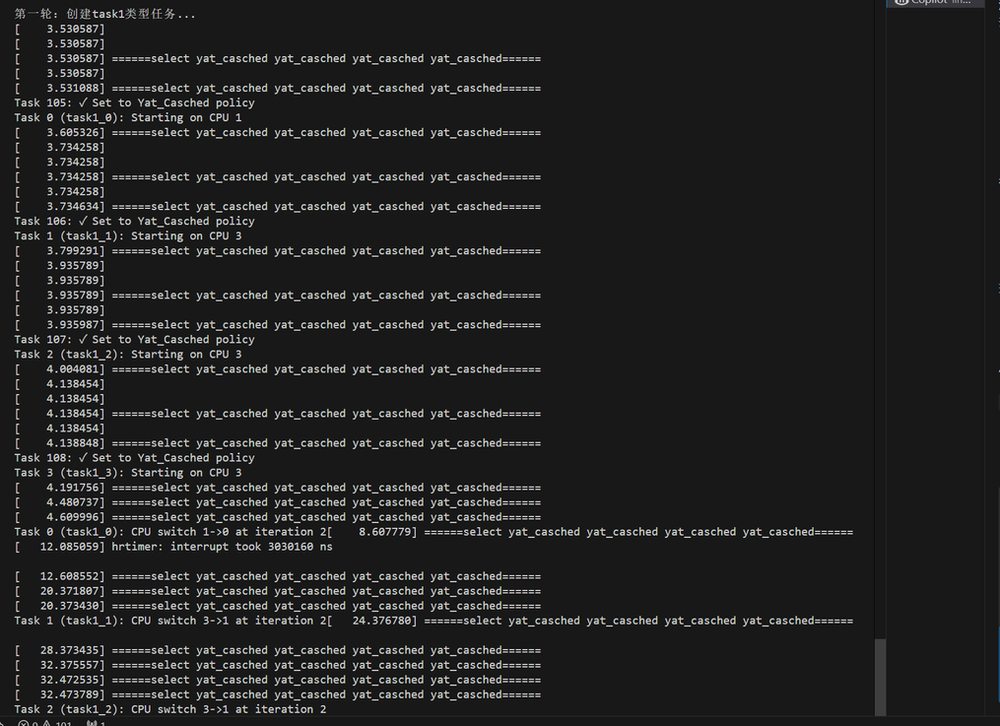 Copilot
第一轮：创建task1类型任务...
[    3.530587]
[    3.530587]
[    3.530587] ======select yat_casched yat_casched yat_casched yat_casched======
[    3.530587]
[    3.531088] ======select yat_casched yat_casched yat_casched yat_casched======
Task 105: ✓ Set to Yat_Casched policy
Task 0 (task1_0): Starting on CPU 1
[    3.605326] ======select yat_casched yat_casched yat_casched yat_casched======
[    3.734258]
[    3.734258]
[    3.734258] ======select yat_casched yat_casched yat_casched yat_casched======
[    3.734258]
[    3.734634] ======select yat_casched yat_casched yat_casched yat_casched======
Task 106: ✓ Set to Yat_Casched policy
Task 1 (task1_1): Starting on CPU 3
[    3.799291] ======select yat_casched yat_casched yat_casched yat_casched======
[    3.935789]
[    3.935789]
[    3.935789] ======select yat_casched yat_casched yat_casched yat_casched======
[    3.935789]
[    3.935987] ======select yat_casched yat_casched yat_casched yat_casched======
Task 107: ✓ Set to Yat_Casched policy
Task 2 (task1_2): Starting on CPU 3
[    4.004081] ======select yat_casched yat_casched yat_casched yat_casched======
[    4.138454]
[    4.138454]
[    4.138454] ======select yat_casched yat_casched yat_casched yat_casched======
[    4.138454]
[    4.138848] ======select yat_casched yat_casched yat_casched yat_casched======
Task 108: ✓ Set to Yat_Casched policy
Task 3 (task1_3): Starting on CPU 3
[    4.191756] ======select yat_casched yat_casched yat_casched yat_casched======
[    4.480737] ======select yat_casched yat_casched yat_casched yat_casched======
[    4.609996] ======select yat_casched yat_casched yat_casched yat_casched======
Task 0 (task1_0): CPU switch 1->0 at iteration 2[    8.607779] ======select yat_casched yat_casched yat_casched yat_casched======
[   12.085059] hrtimer: interrupt took 3030160 ns
[   12.608552] ======select yat_casched yat_casched yat_casched yat_casched======
[   20.371807] ======select yat_casched yat_casched yat_casched yat_casched======
[   20.373430] ======select yat_casched yat_casched yat_casched yat_casched======
Task 1 (task1_1): CPU switch 3->1 at iteration 2[   24.376780] ======select yat_casched yat_casched yat_casched yat_casched======
[   28.373435] ======select yat_casched yat_casched yat_casched yat_casched======
[   32.375557] ======select yat_casched yat_casched yat_casched yat_casched======
[   32.472535] ======select yat_casched yat_casched yat_casched yat_casched======
[   32.473789] ======select yat_casched yat_casched yat_casched yat_casched======
Task 2 (task1_2): CPU switch 3->1 at iteration 2